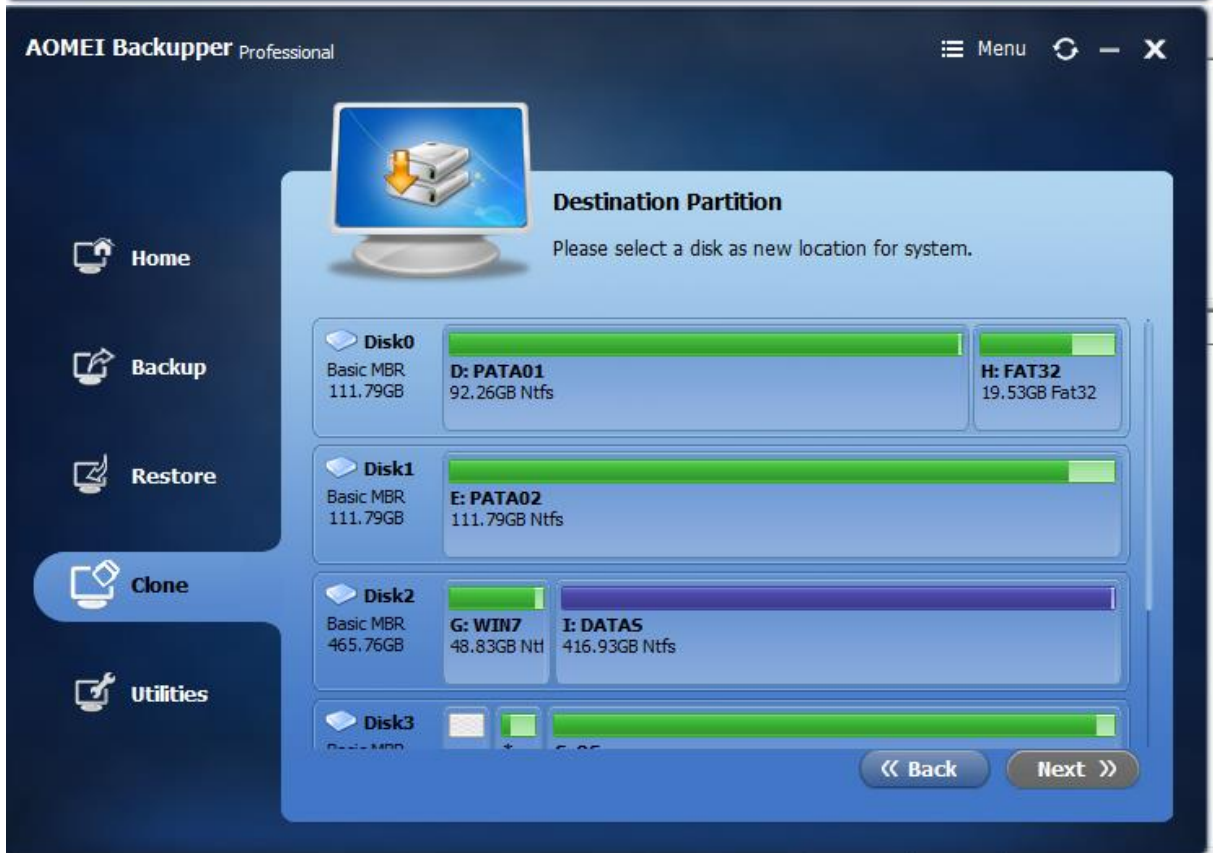 AOMEI Backupper Professional
Menu
Destination Partition
Please select a disk as new location for system.
Home
Backup
Restore
Clone
Utilities
Disk0
Basic MBR
111.79GB
D: PATA01
92.26GB Ntfs
H: FAT32
19.53GB Fat32
Disk1
Basic MBR
111.79GB
E: PATA02
111.79GB Ntfs
Disk2
Basic MBR
465.76GB
G: WIN7
48.83GB Ntf
I: DATAS
416.93GB Ntfs
Disk3
Basic MBR
*
Back
Next